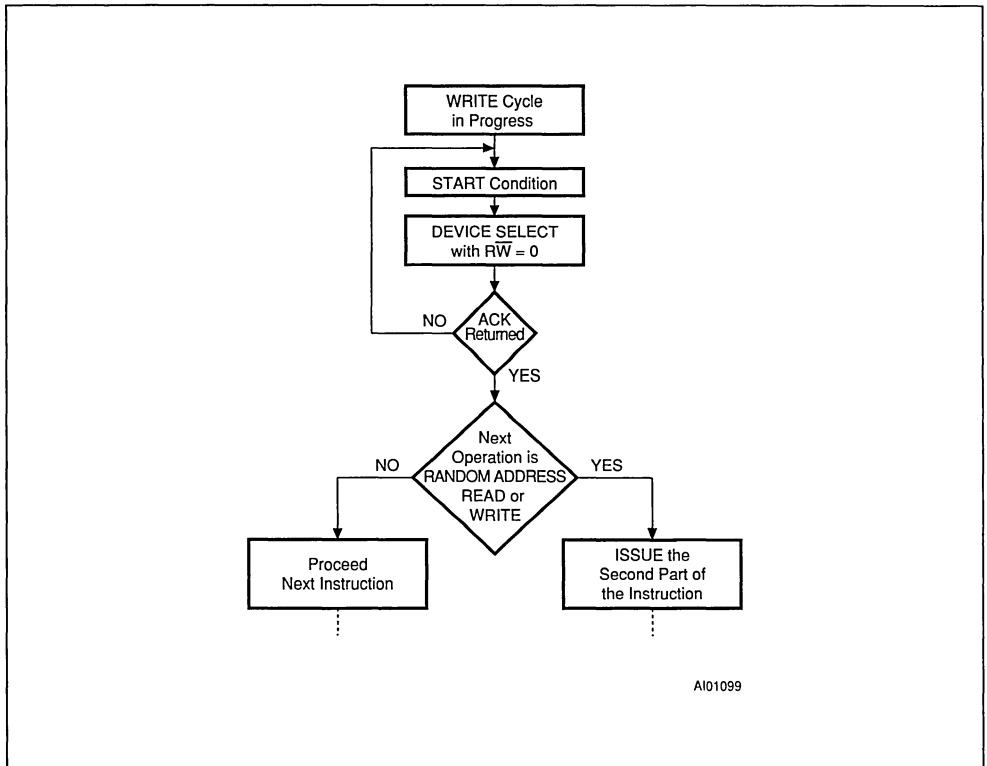 WRITE Cycle
in Progress
START Condition
DEVICE SELECT
with RW̅ = 0
ACK
Returned
NO
YES
Next
Operation is
RANDOM ADDRESS
READ or
WRITE
NO
YES
Proceed
Next Instruction
ISSUE the
Second Part of
the Instruction
AI01099